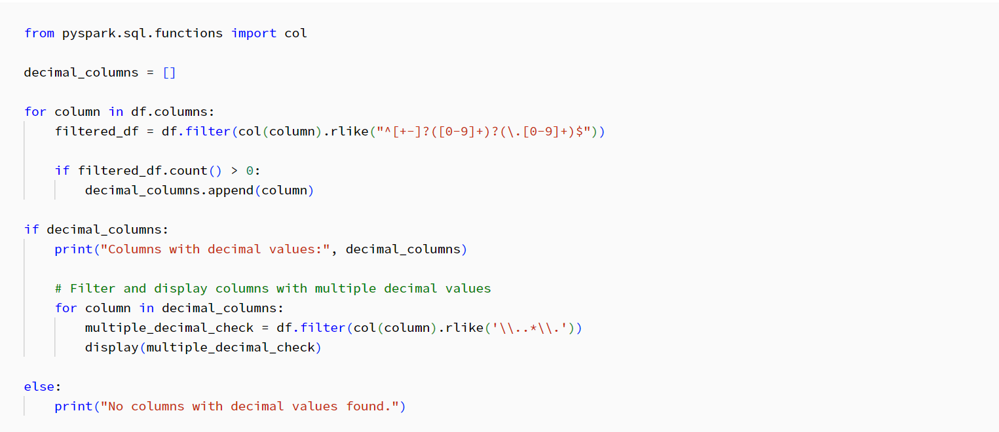 from pyspark.sql.functions import col
decimal_columns = []
for column in df.columns:
filtered_df = df.filter(col(column).rlike("^[+-]?([0-9]+)?(\.[0-9]+)$"))
if filtered_df.count() > 0:
decimal_columns.append(column)
if decimal_columns:
print("Columns with decimal values:", decimal_columns)
# Filter and display columns with multiple decimal values
for column in decimal_columns:
multiple_decimal_check = df.filter(col(column).rlike('\\..*\\.'))
display(multiple_decimal_check)
else:
print("No columns with decimal values found.")